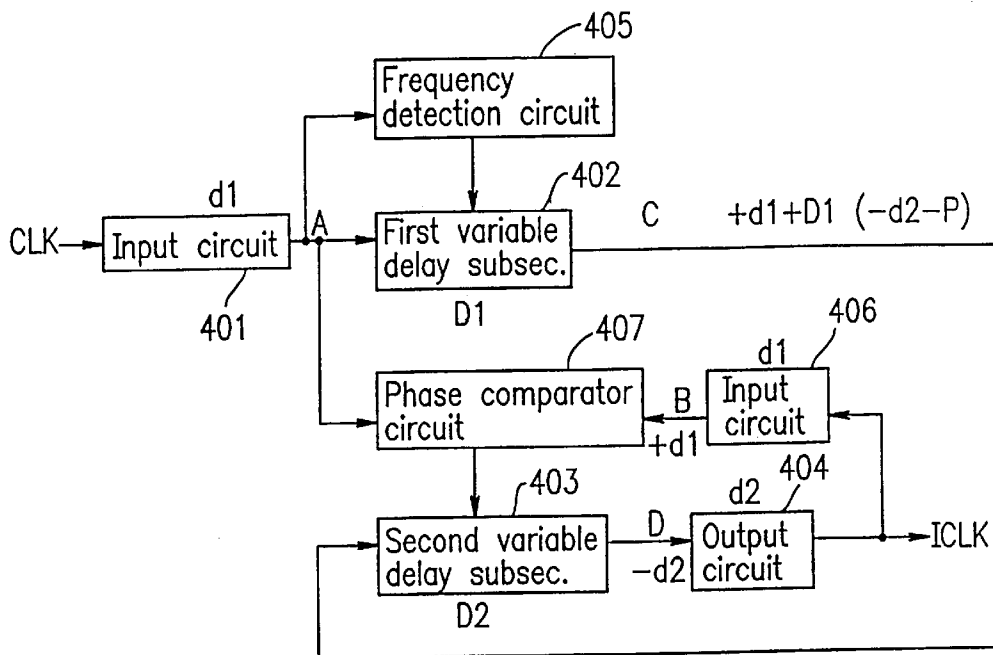 405
Frequency
detection circuit
402
d1
A
C +d1+D1 (-d2-P)
CLK
Input circuit
First variable
delay subsec.
401
D1
406
407
d1
Phase comparator
circuit
B
+d1
Input
circuit
403
404
d2
Second variable
delay subsec.
D
-d2
Output
circuit
ICLK
D2